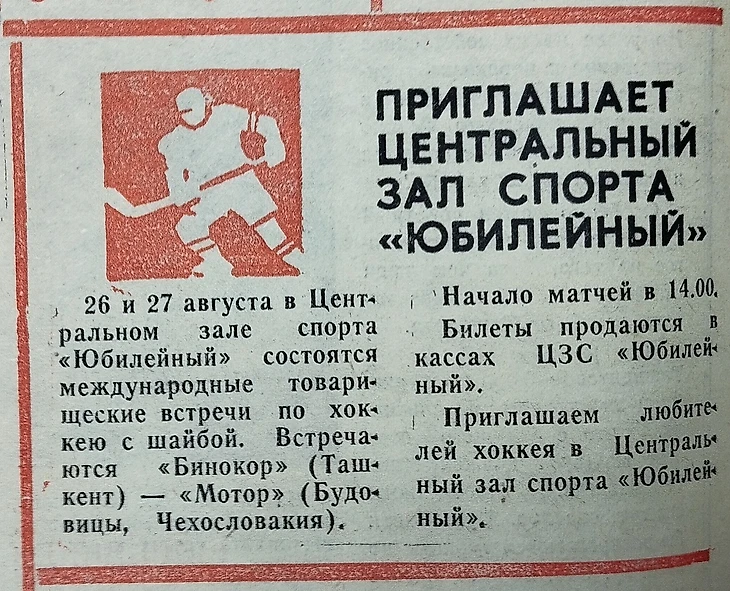 ПРИГЛАШАЕТ
ЦЕНТРАЛЬНЫЙ
ЗАЛ СПОРТА
«ЮБИЛЕЙНЫЙ»
26 и 27 августа в Цент-
ральном зале спорта
«Юбилейный» состоятся
международные товари-
щеские встречи по хок-
кею с шайбой. Встреча-
ются «Бинокор» (Таш-
кент) — «Мотор» (Будо-
вицы, Чехословакия).
Начало матчей в 14.00.
Билеты продаются в
кассах ЦЗС «Юбилей-
ный».
Приглашаем любите-
лей хоккея в Централь-
ный зал спорта «Юбилей-
ный».